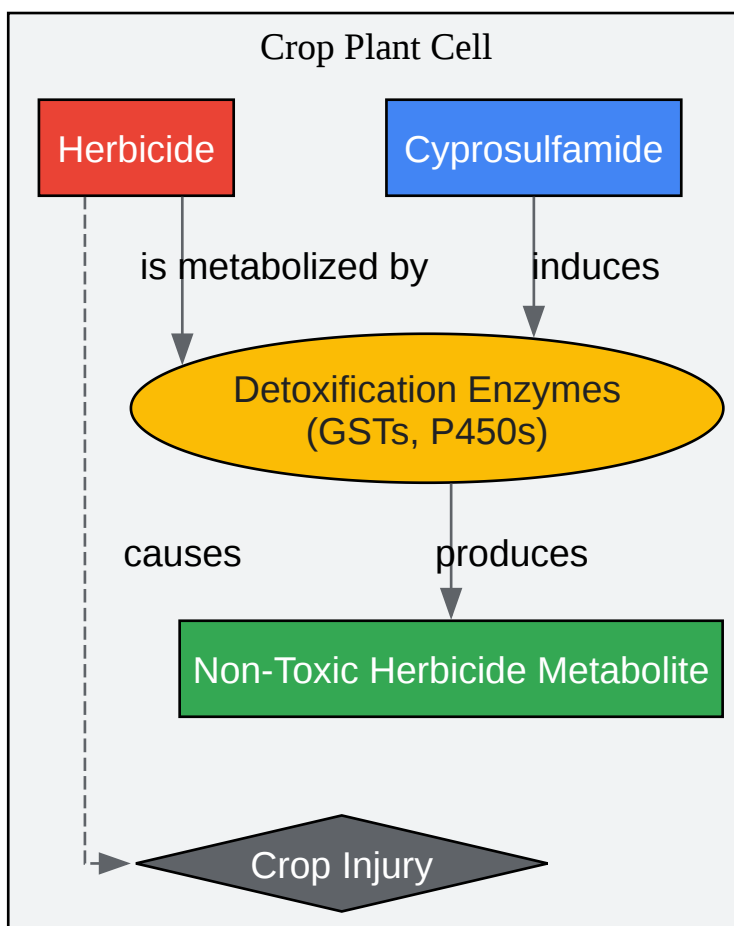 Crop Plant Cell
Herbicide
Cyprosulfamide
is metabolized by
induces
Detoxification Enzymes
(GSTs, P450s)
causes
produces
Non-Toxic Herbicide Metabolite
Crop Injury